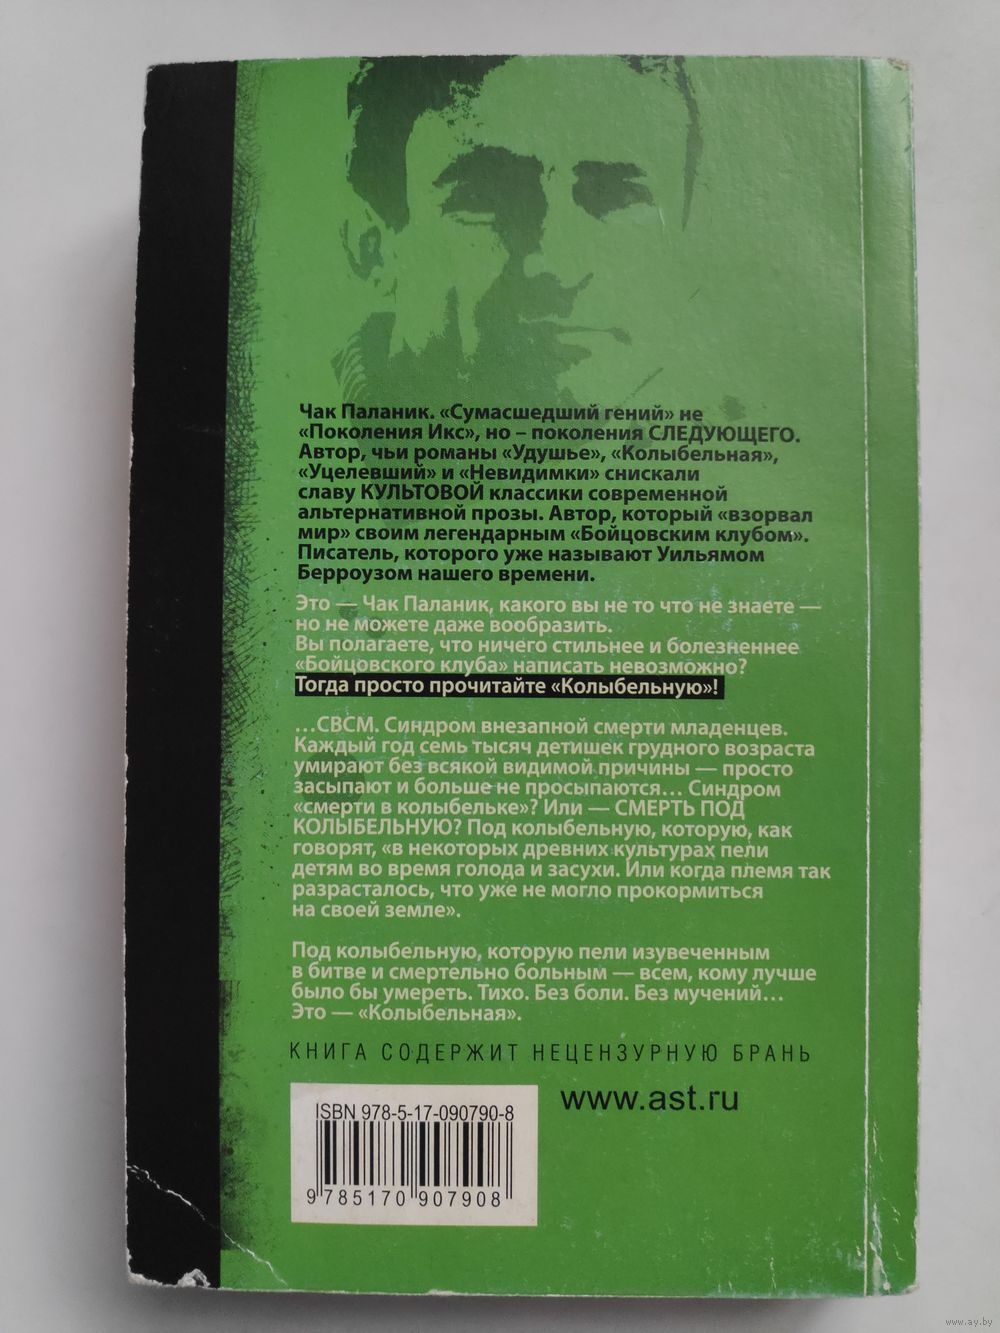 Чак Паланик. «Сумасшедший гений» не
«Поколения Икс», но – поколения СЛЕДУЮЩЕГО.
Автор, чьи романы «Удушье», «Колыбельная»,
«Уцелевший» и «Невидимки» снискали
славу КУЛЬТОВОЙ классики современной
альтернативной прозы. Автор, который «взорвал
мир» своим легендарным «Бойцовским клубом».
Писатель, которого уже называют Уильямом
Берроузом нашего времени.
Это — Чак Паланик, какого вы не то что не знаете —
но не можете даже вообразить.
Вы полагаете, что ничего стильнее и болезненнее
«Бойцовского клуба» написать невозможно?
Тогда просто прочитайте «Колыбельную»!
...СВСМ. Синдром внезапной смерти младенцев.
Каждый год семь тысяч детишек грудного возраста
умирают без всякой видимой причины — просто
засыпают и больше не просыпаются... Синдром
«смерти в колыбельке»? Или — СМЕРТЬ ПОД
КОЛЫБЕЛЬНУЮ? Под колыбельную, которую, как
говорят, «в некоторых древних культурах пели
детям во время голода и засухи. Или когда племя так
разрасталось, что уже не могло прокормиться
на своей земле».
Под колыбельную, которую пели изувеченным
в битве и смертельно больным — всем, кому лучше
было бы умереть. Тихо. Без боли. Без мучений...
Это — «Колыбельная».
КНИГА СОДЕРЖИТ НЕЦЕНЗУРНУЮ БРАНЬ
www.ast.ru
ISBN 978-5-17-090790-8
9 785170 907908
www.ay.by